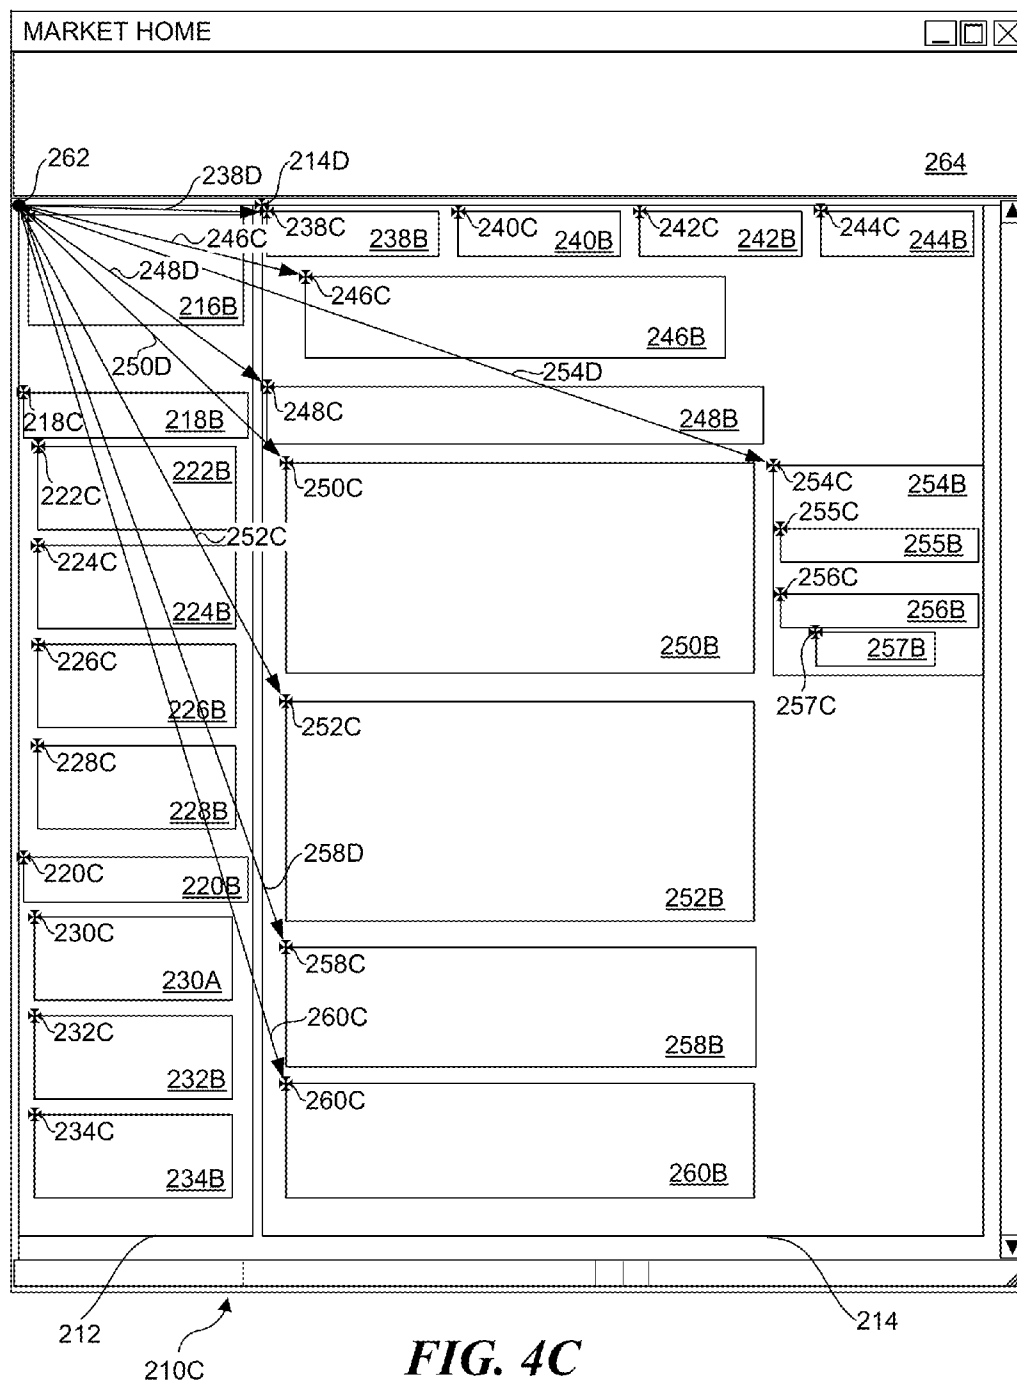 MARKET HOME
264
262
238D
214D
238C
238B
240C
240B
242C
242B
244C
244B
246C
248D
216B
246C
246B
250D
254D
218C
218B
248C
248B
222B
222C
250C
254C
254B
252C
255C
255B
224C
224B
256C
256B
250B
257B
226C
226B
257C
252C
228C
228B
258D
220C
220B
252B
230C
230A
258C
260C
232C
232B
258B
260C
234C
234B
260B
212
214
210C
FIG. 4C